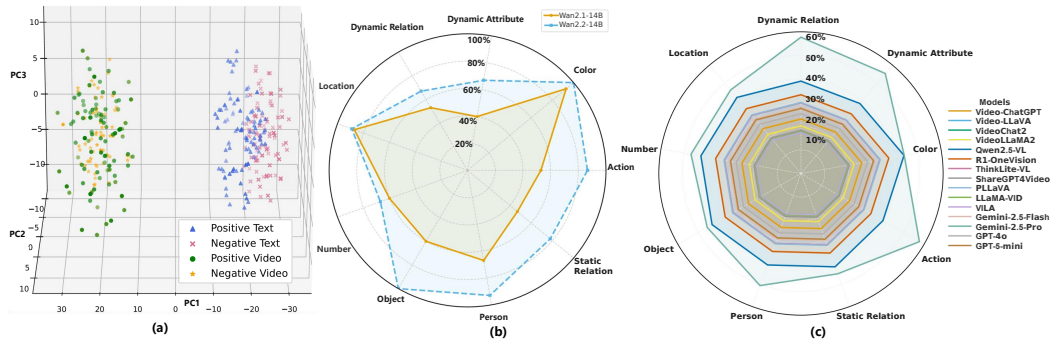 10
5
0
−5
−10
−10
−5
0
5
10
PC3
PC2
PC1
30
20
10
0
−10
−20
−30
Positive Text
Negative Text
Positive Video
Negative Video
(a)
Wan2.1-14B
Wan2.2-14B
Dynamic Attribute
Dynamic Relation
Color
Location
Action
Number
Static
Relation
Object
Person
100%
80%
60%
40%
20%
(b)
Dynamic Relation
Location
Dynamic Attribute
Number
Color
Object
Action
Person
Static Relation
60%
50%
40%
30%
20%
10%
(c)
Models
Video-ChatGPT
Video-LLaVA
VideoChat2
VideoLLaMA2
Qwen2.5-VL
R1-OneVision
ThinkLite-VL
ShareGPT4Video
PLLaVA
LLaMA-VID
VILA
Gemini-2.5-Flash
Gemini-2.5-Pro
GPT-4o
GPT-5-mini